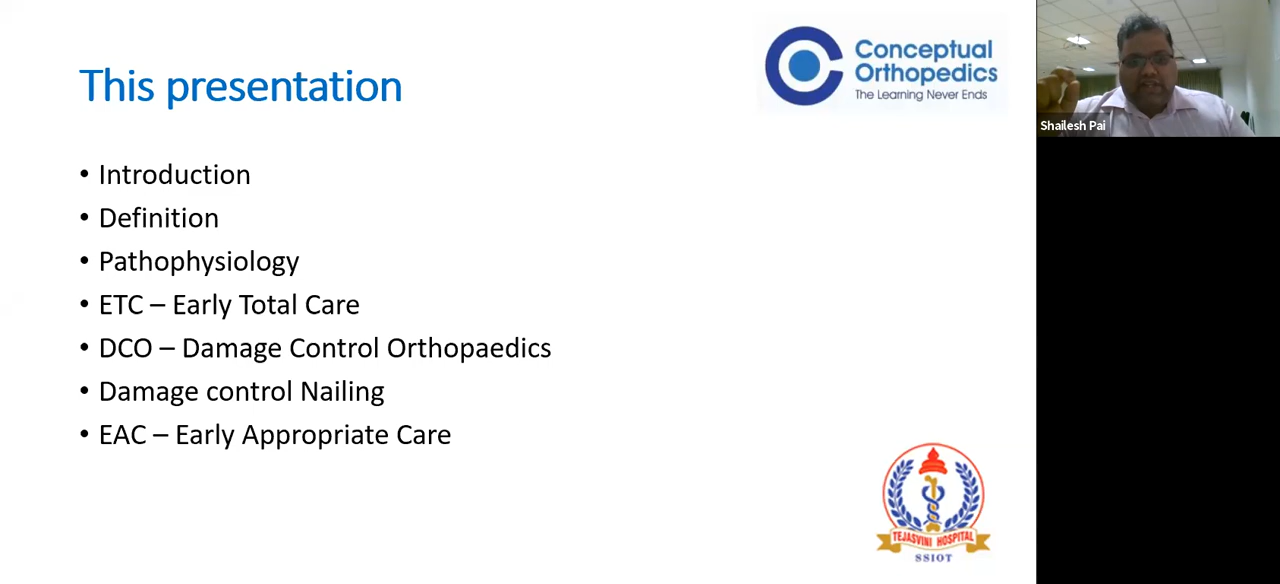 This presentation
Conceptual
Orthopedics
The Learning Never Ends
Shailesh Pai
• Introduction
• Definition
• Pathophysiology
• ETC – Early Total Care
• DCO – Damage Control Orthopaedics
• Damage control Nailing
• EAC – Early Appropriate Care
TEJASVINI HOSPITAL
SSIOT